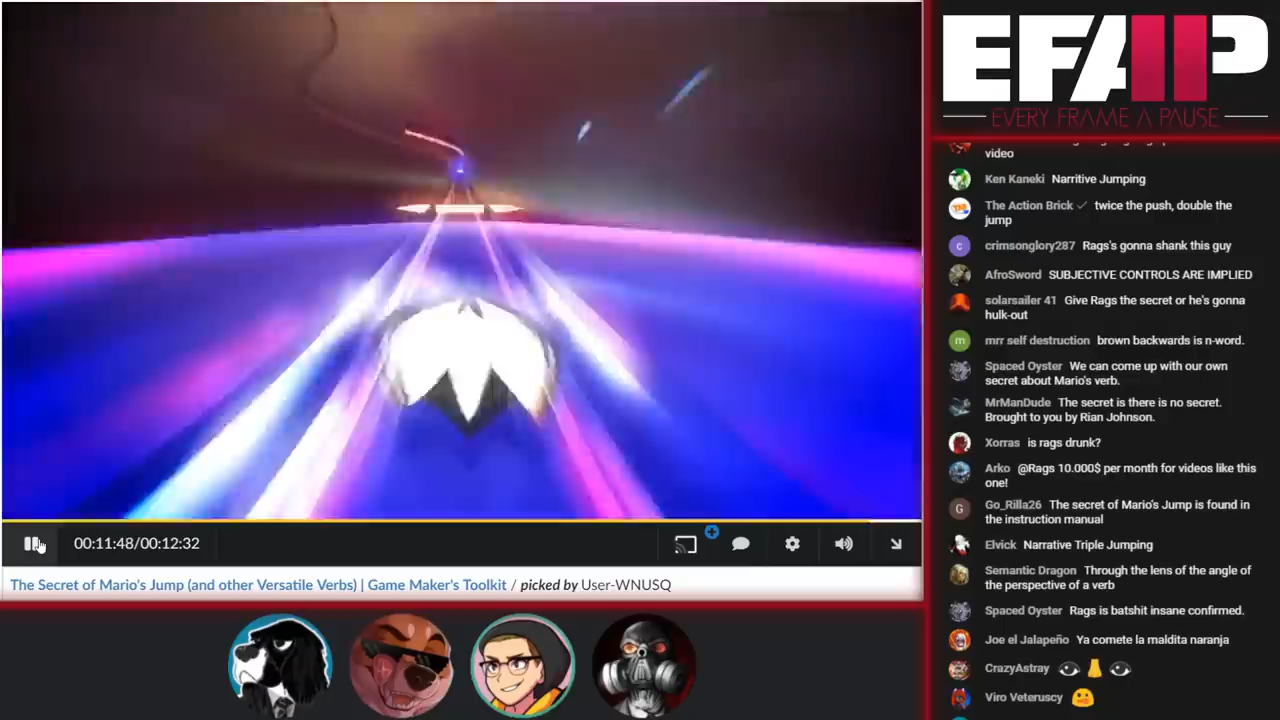 EFAP
EVERY FRAME A PAUSE
video
Ken Kaneki Narritive Jumping
The Action Brick twice the push, double the
jump
crimsonglory287 Rags's gonna shank this guy
AfroSword SUBJECTIVE CONTROLS ARE IMPLIED
solarsailer 41 Give Rags the secret or he's gonna
hulk-out
mrr self destruction brown backwards is n-word.
Spaced Oyster We can come up with our own
secret about Mario's verb.
MrManDude The secret is there is no secret.
Brought to you by Rian Johnson.
Xorras is rags drunk?
Arko @Rags 10.000$ per month for videos like this
one!
Go_Rilla26 The secret of Mario's Jump is found in
the instruction manual
Elvick Narrative Triple Jumping
Semantic Dragon Through the lens of the angle of
the perspective of a verb
Spaced Oyster Rags is batshit insane confirmed.
Joe el Jalapeño Ya comete la maldita naranja
CrazyAstray
Viro Veteruscy
00:11:48/00:12:32
The Secret of Mario's Jump (and other Versatile Verbs) | Game Maker's Toolkit / picked by User-WNUSQ